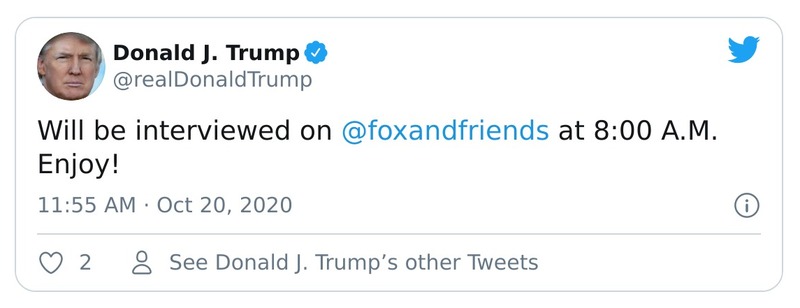 Donald J. Trump
@realDonaldTrump
Will be interviewed on @foxandfriends at 8:00 A.M.
Enjoy!
11:55 AM · Oct 20, 2020
2
See Donald J. Trump’s other Tweets